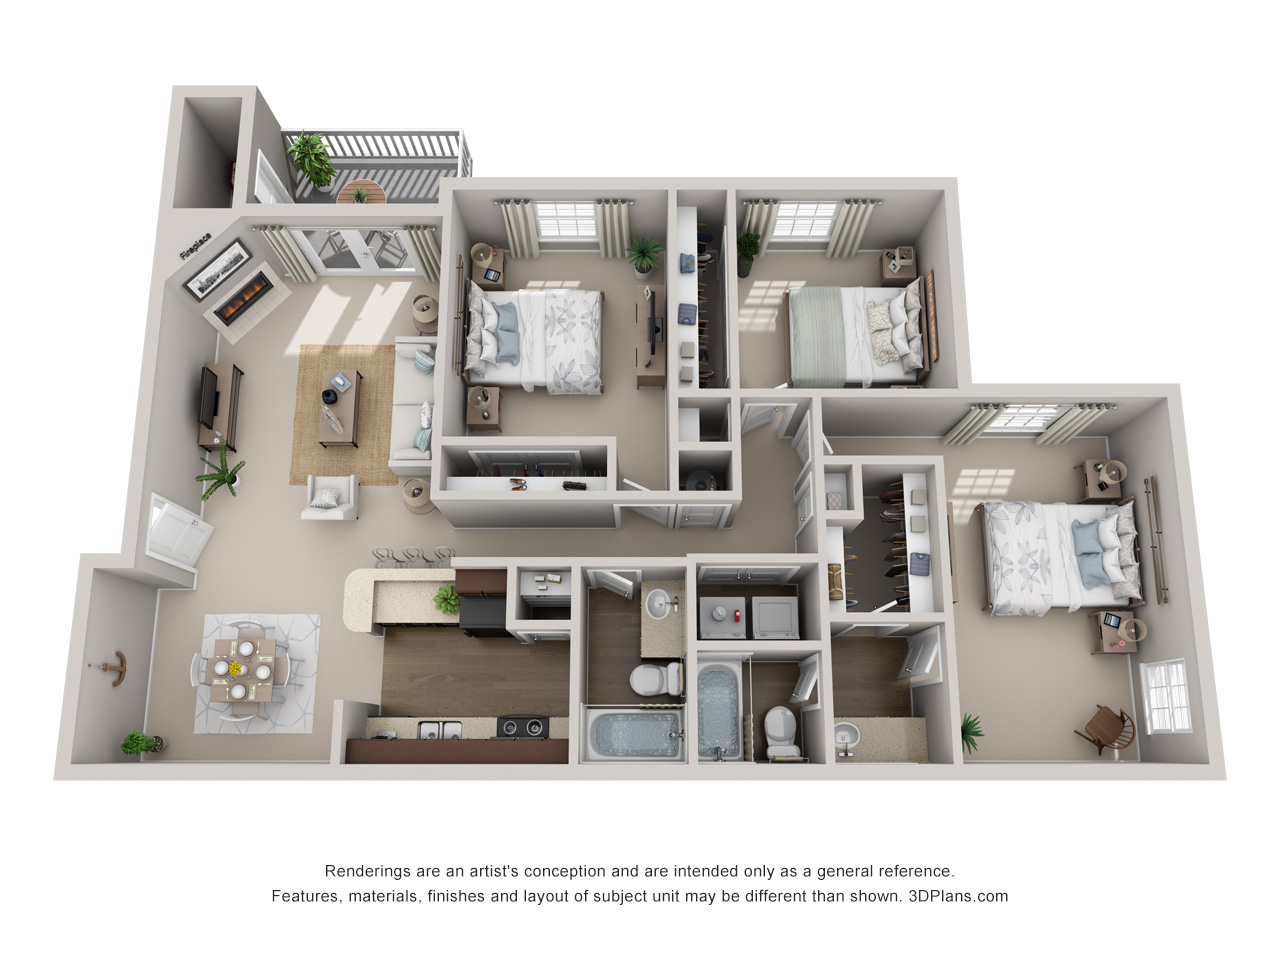 Fireplace
Renderings are an artist's conception and are intended only as a general reference.
Features, materials, finishes and layout of subject unit may be different than shown. 3DPlans.com